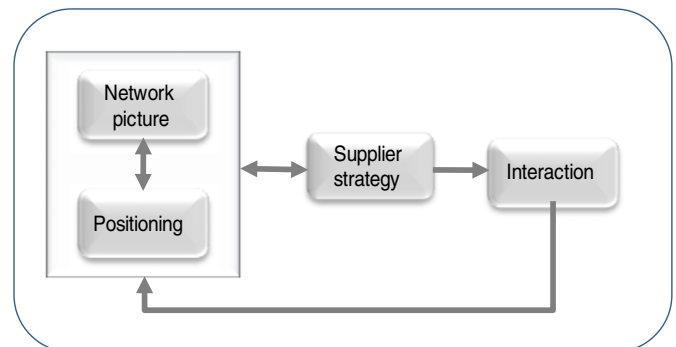 Network
picture
Positioning
Supplier
strategy
Interaction